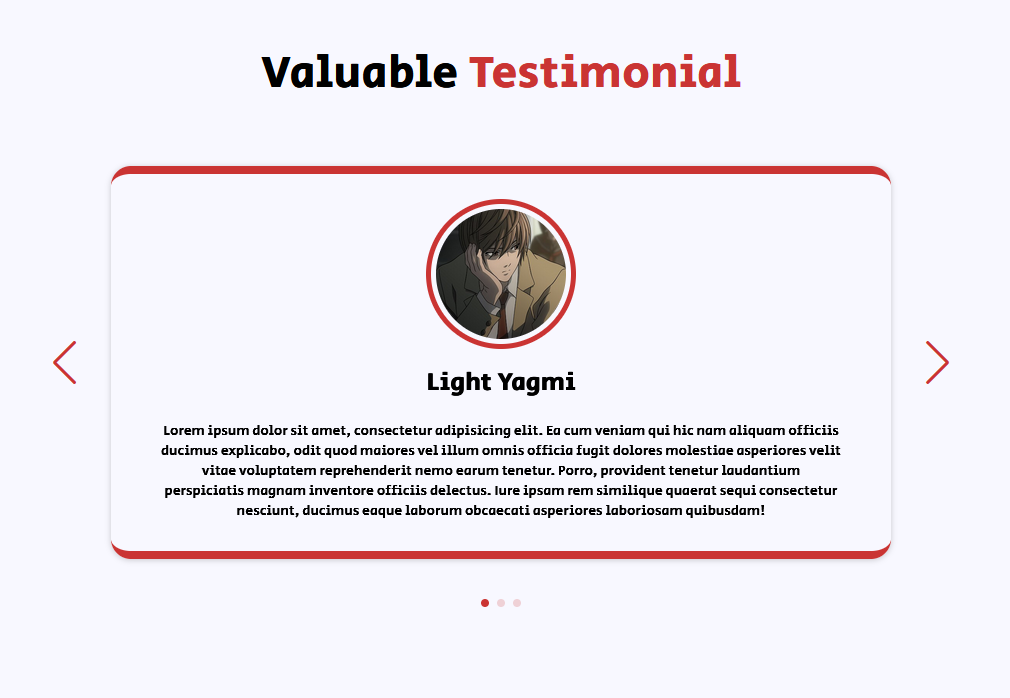 Valuable Testimonial
Light Yagmi
Lorem ipsum dolor sit amet, consectetur adipisicing elit. Ea cum veniam qui hic nam aliquam officiis
ducimus explicabo, odit quod maiores vel illum omnis officia fugit dolores molestiae asperiores velit
vitae voluptatem reprehenderit nemo earum tenetur. Porro, provident tenetur laudantium
perspiciatis magnam inventore officiis delectus. Iure ipsam rem similique quaerat sequi consectetur
nesciunt, ducimus eaque laborum obcaecati asperiores laboriosam quibusdam!